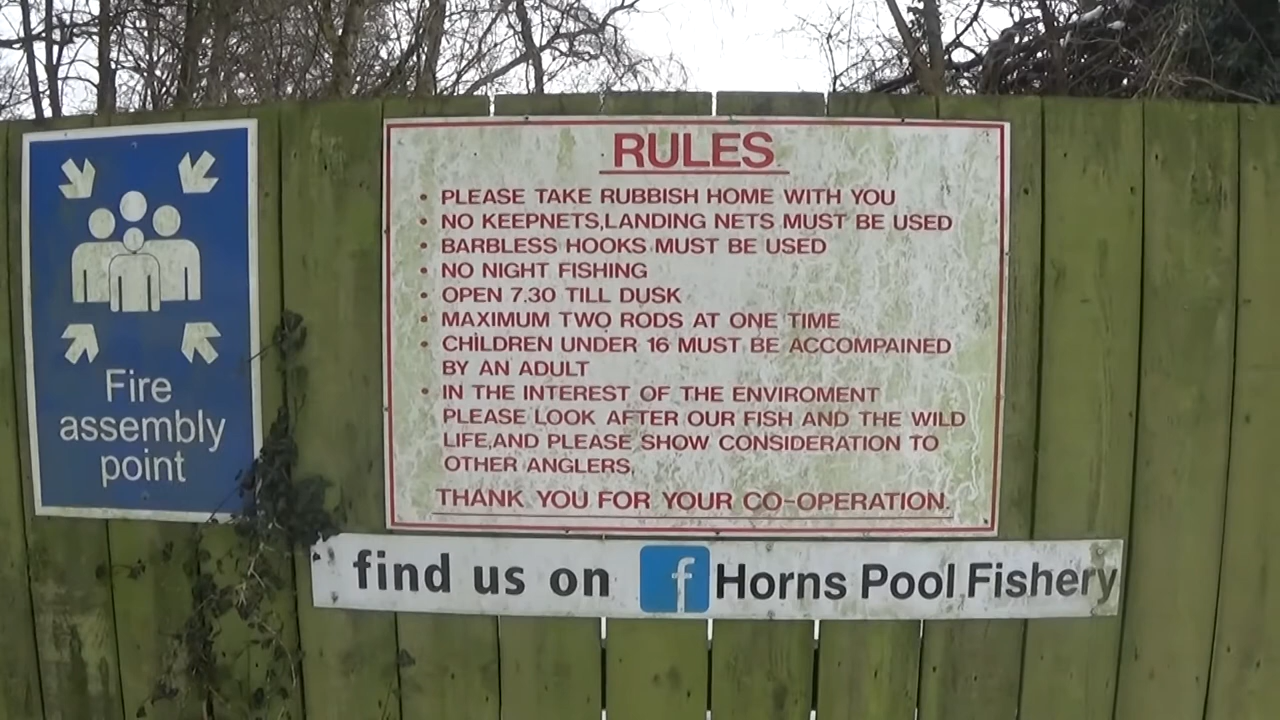 Fire
assembly
point
RULES
• PLEASE TAKE RUBBISH HOME WITH YOU
• NO KEEPNETS,LANDING NETS MUST BE USED
• BARBLESS HOOKS MUST BE USED
• NO NIGHT FISHING
• OPEN 7.30 TILL DUSK
• MAXIMUM TWO RODS AT ONE TIME
• CHILDREN UNDER 16 MUST BE ACCOMPAINED
BY AN ADULT
• IN THE INTEREST OF THE ENVIROMENT
PLEASE LOOK AFTER OUR FISH AND THE WILD
LIFE,AND PLEASE SHOW CONSIDERATION TO
OTHER ANGLERS,
THANK YOU FOR YOUR CO-OPERATION.
find us on f Horns Pool Fishery